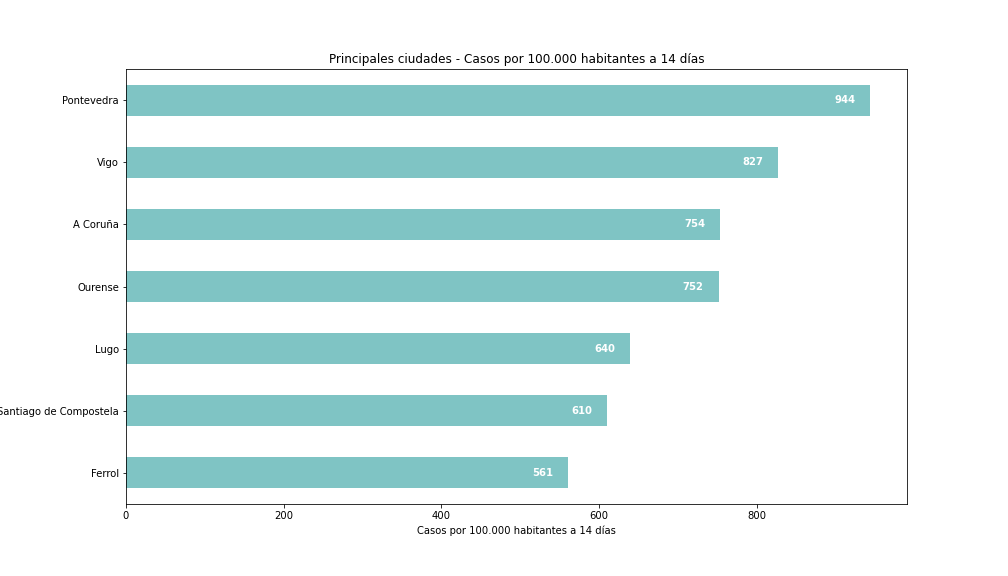 Principales ciudades - Casos por 100.000 habitantes a 14 días
Pontevedra 944
Vigo 827
A Coruña 754
Ourense 752
Lugo 640
Santiago de Compostela 610
Ferrol 561
0 200 400 600 800
Casos por 100.000 habitantes a 14 días